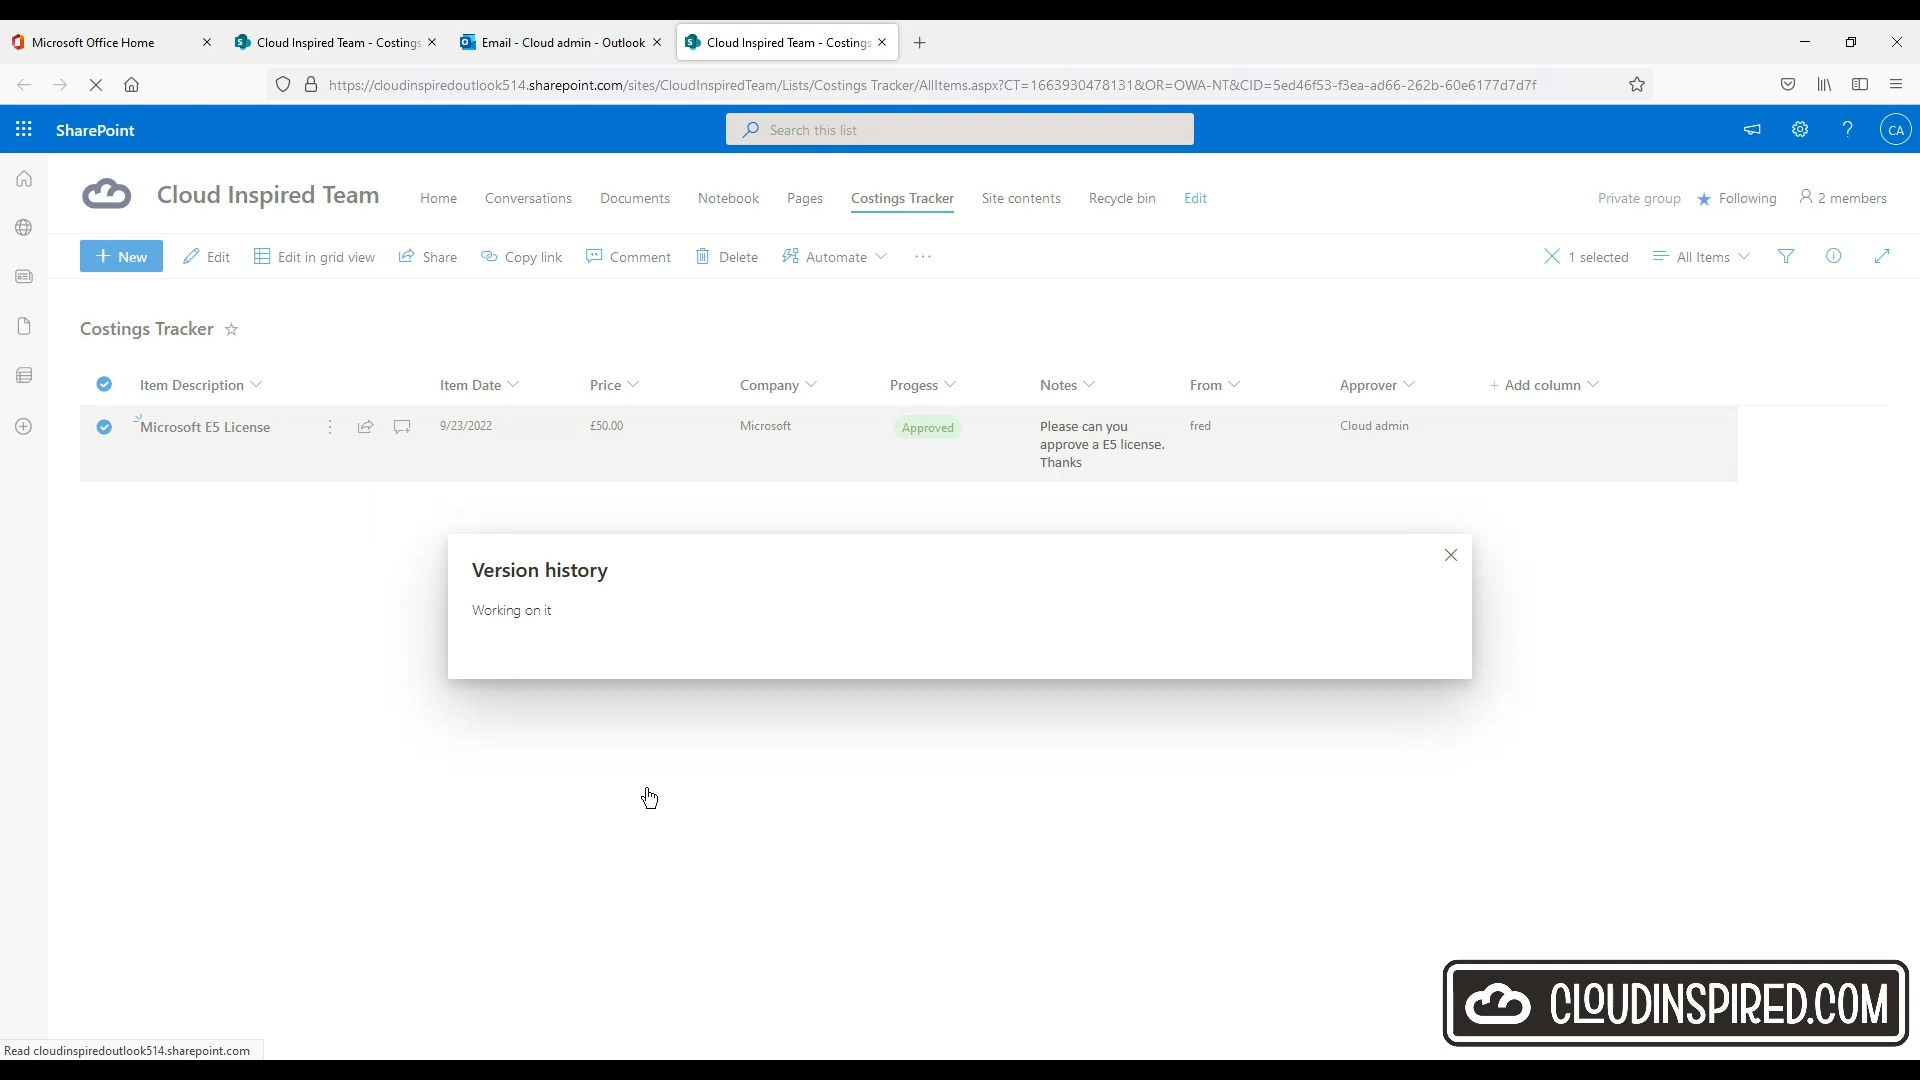 Microsoft Office Home
Cloud Inspired Team - Costings
Email - Cloud admin - Outlook
Cloud Inspired Team - Costings
https://cloudinspiredoutlook514.sharepoint.com/sites/CloudInspiredTeam/Lists/Costings Tracker/AllItems.aspx?CT=1663930478131&OR=OWA-NT&CID=5ed46f53-f3ea-ad66-262b-60e6177d7d7f
SharePoint
Search this list
CA
Cloud Inspired Team
Home Conversations Documents Notebook Pages Costings Tracker Site contents Recycle bin Edit
Private group Following 2 members
New Edit Edit in grid view Share Copy link Comment Delete Automate
1 selected All Items
Costings Tracker
Item Description Item Date Price Company Progess Notes From Approver Add column
Microsoft E5 License 9/23/2022 £50.00 Microsoft Approved Please can you fred Cloud admin
approve a E5 license.
Thanks
Version history
Working on it
CLOUDINSPIRED.COM
Read cloudinspiredoutlook514.sharepoint.com